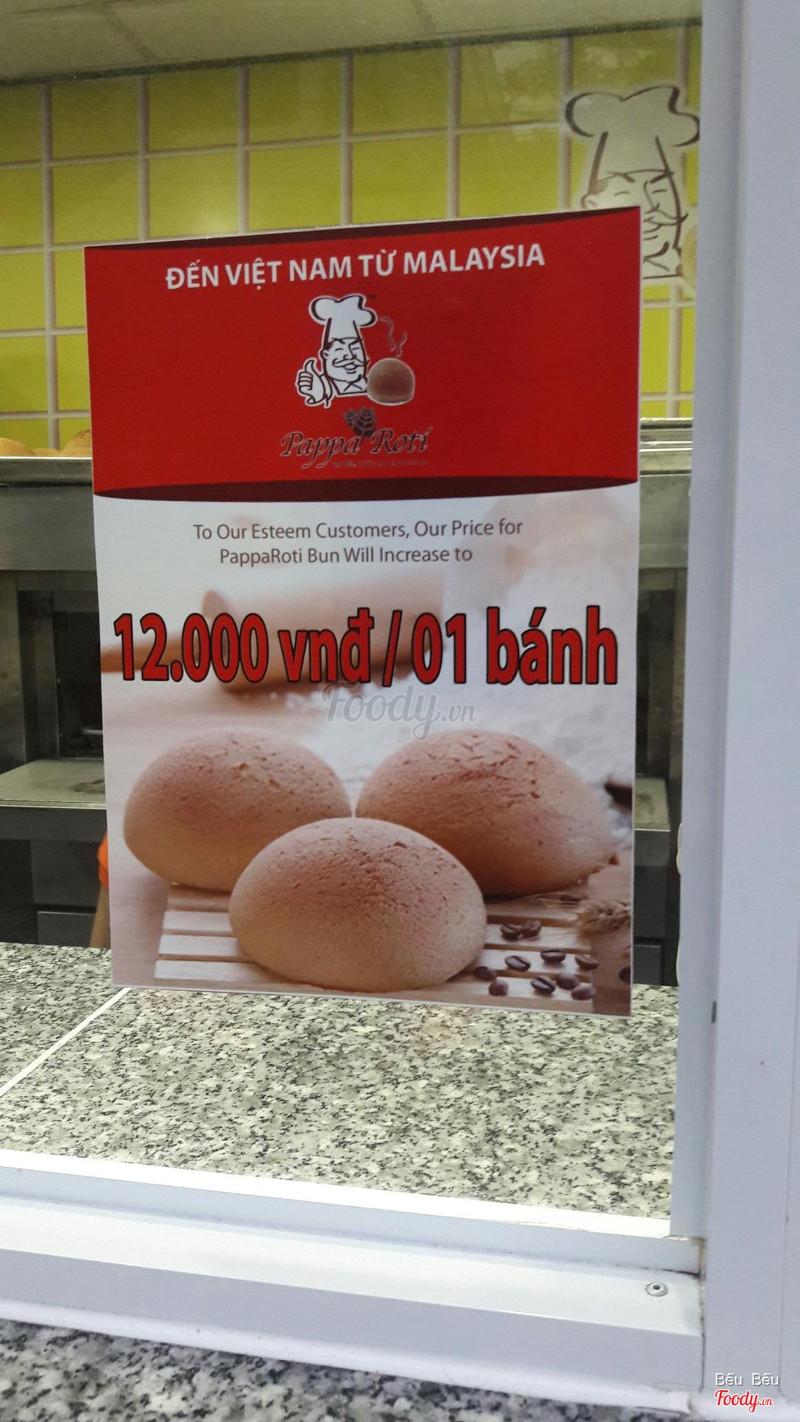 ĐẾN VIỆT NAM TỪ MALAYSIA
Pappa Roti
To Our Esteem Customers, Our Price for
PappaRoti Bun Will Increase to
12.000 vnđ / 01 bánh
Foody.vn
Bếu Bếu
Foody.vn